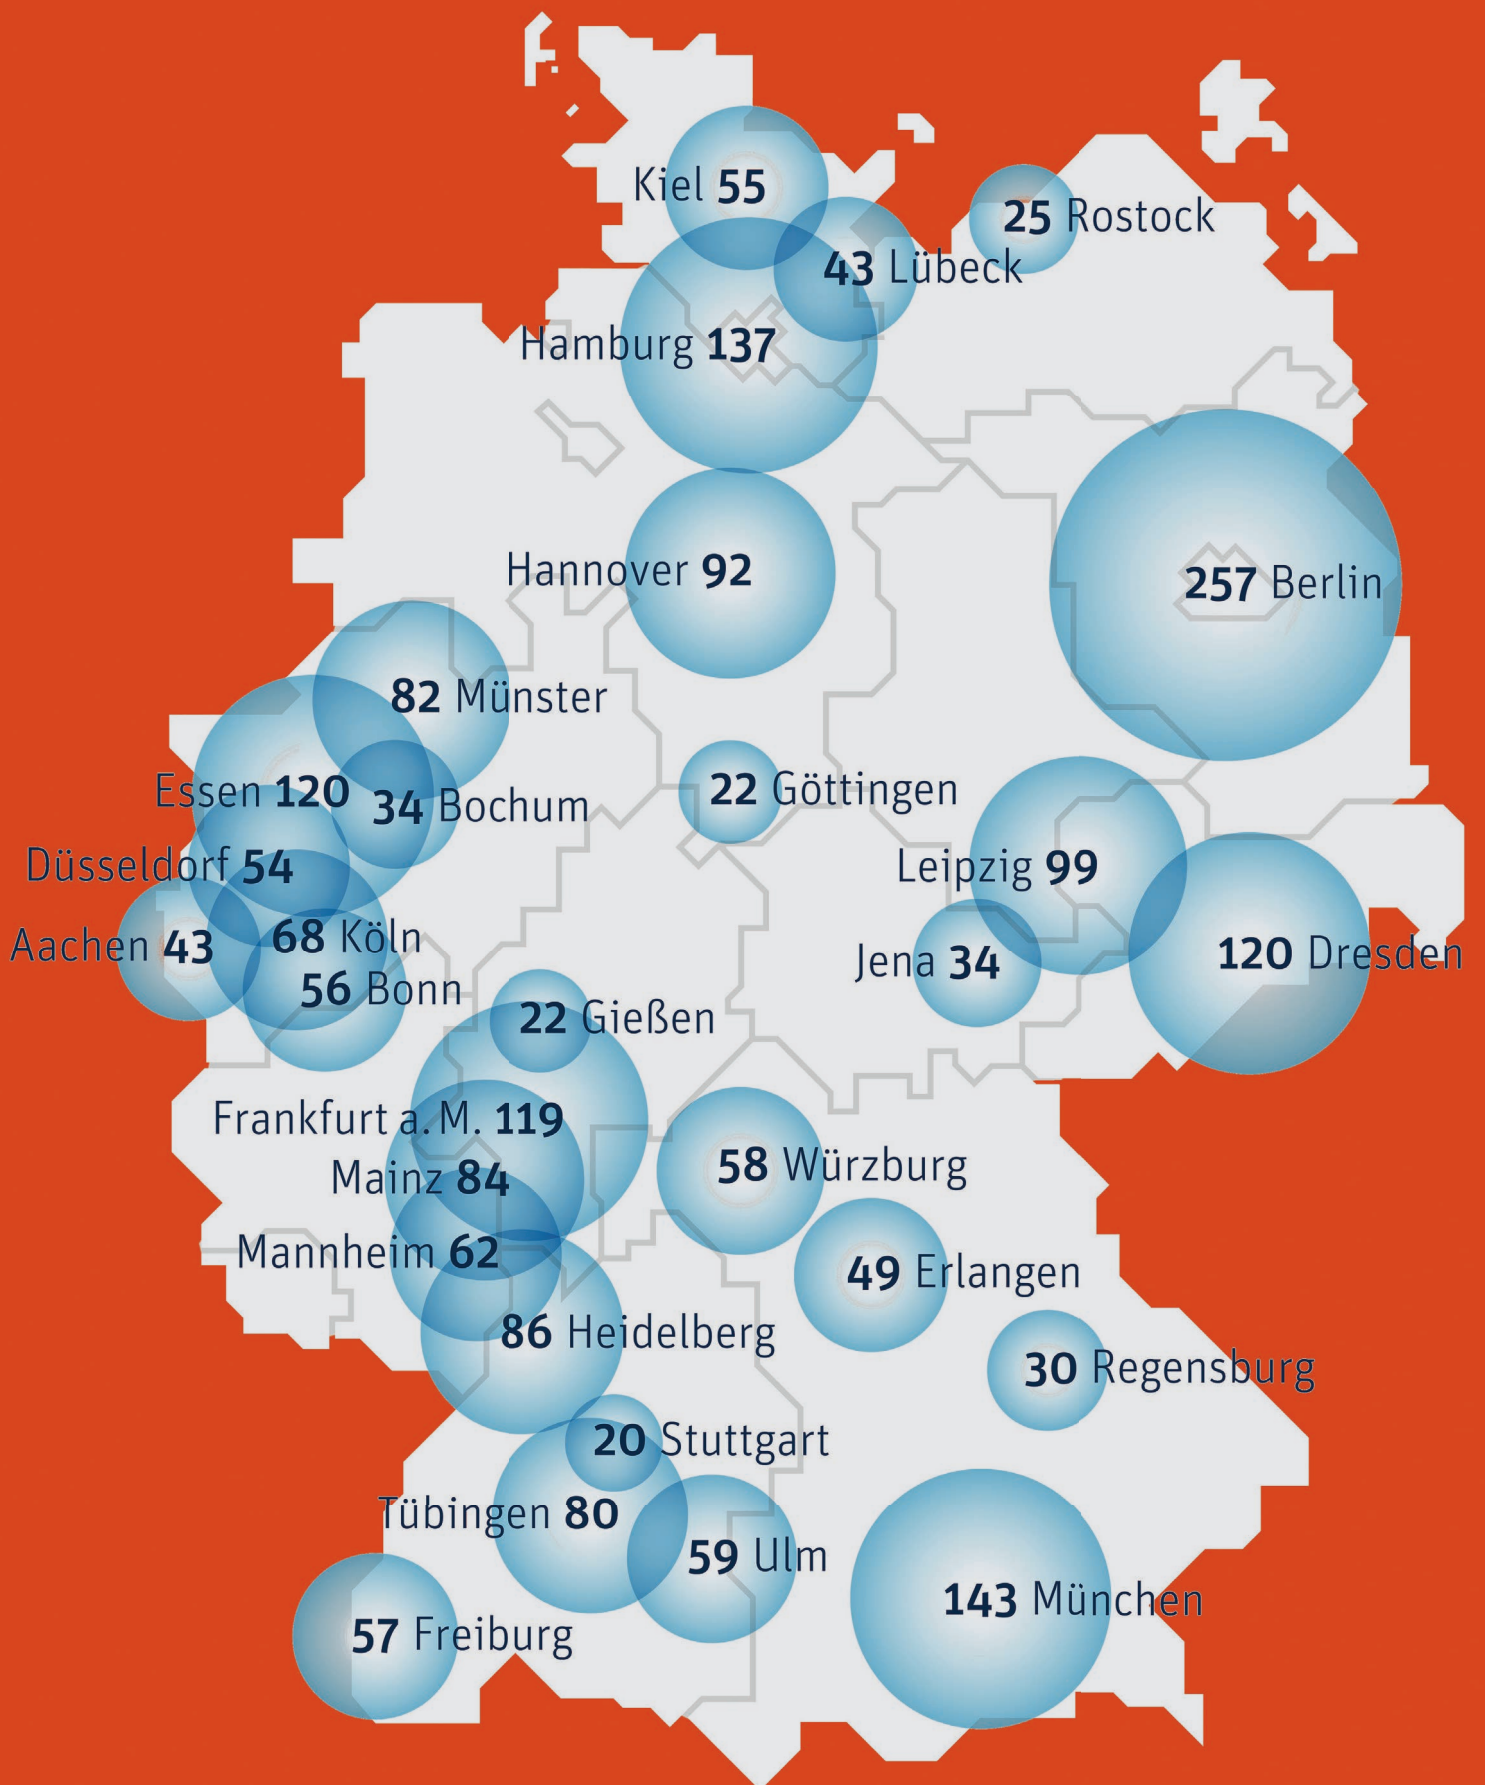 Kiel 55
25 Rostock
43 Lübeck
Hamburg 137
Hannover 92
257 Berlin
82 Münster
22 Göttingen
Essen 120
34 Bochum
Düsseldorf 54
Leipzig 99
Aachen 43
68 Köln
Jena 34
120 Dresden
56 Bonn
22 Gießen
Frankfurt a. M. 119
58 Würzburg
Mainz 84
Mannheim 62
49 Erlangen
86 Heidelberg
30 Regensburg
20 Stuttgart
Tübingen 80
59 Ulm
143 München
57 Freiburg